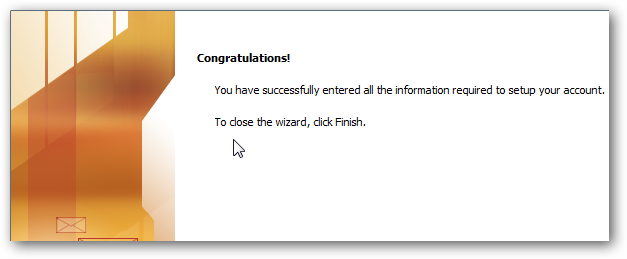 Congratulations!
You have successfully entered all the information required to setup your account.
To close the wizard, click Finish.